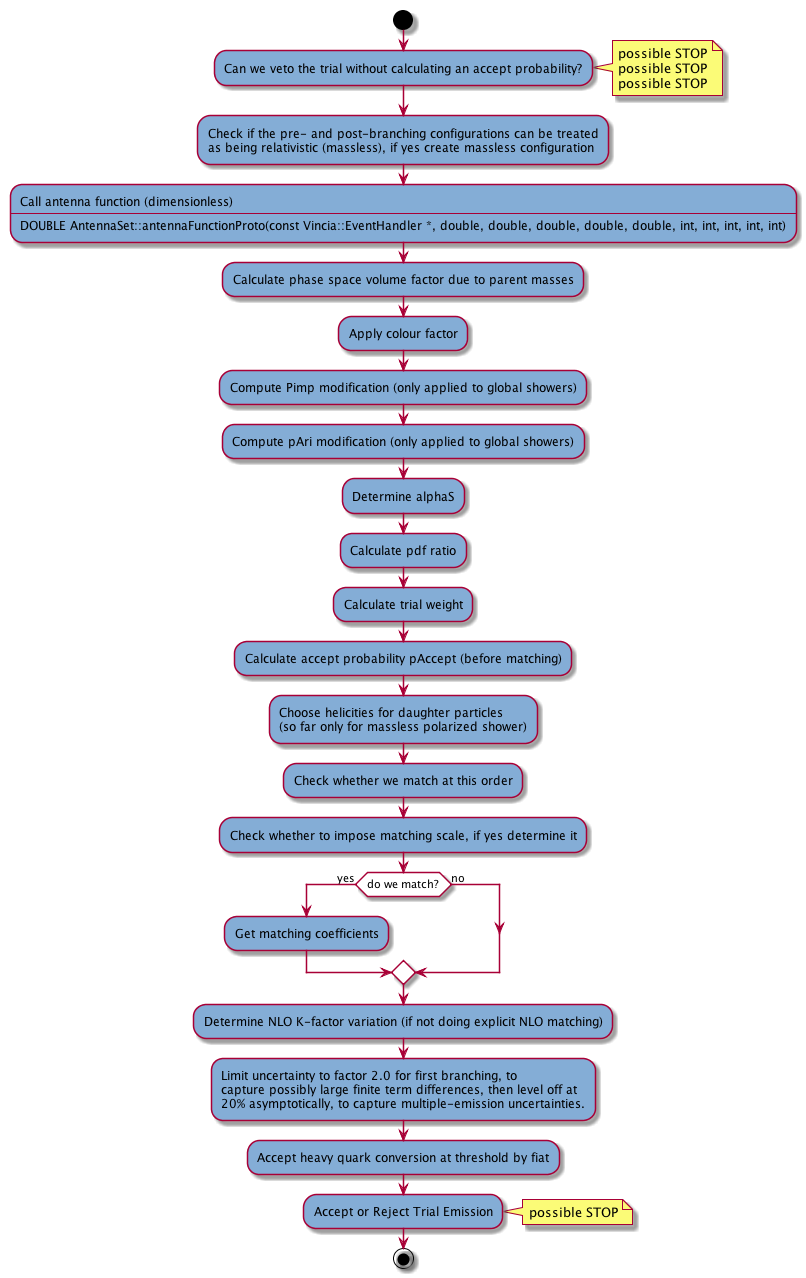 Can we veto the trial without calculating an accept probability?
possible STOP
possible STOP
possible STOP
Check if the pre- and post-branching configurations can be treated
as being relativistic (massless), if yes create massless configuration
Call antenna function (dimensionless)
DOUBLE AntennaSet::antennaFunctionProto(const Vincia::EventHandler *, double, double, double, double, double, int, int, int, int, int)
Calculate phase space volume factor due to parent masses
Apply colour factor
Compute Pimp modification (only applied to global showers)
Compute pAri modification (only applied to global showers)
Determine alphaS
Calculate pdf ratio
Calculate trial weight
Calculate accept probability pAccept (before matching)
Choose helicities for daughter particles
(so far only for massless polarized shower)
Check whether we match at this order
Check whether to impose matching scale, if yes determine it
yes
do we match?
no
Get matching coefficients
Determine NLO K-factor variation (if not doing explicit NLO matching)
Limit uncertainty to factor 2.0 for first branching, to
capture possibly large finite term differences, then level off at
20% asymptotically, to capture multiple-emission uncertainties.
Accept heavy quark conversion at threshold by fiat
Accept or Reject Trial Emission
possible STOP